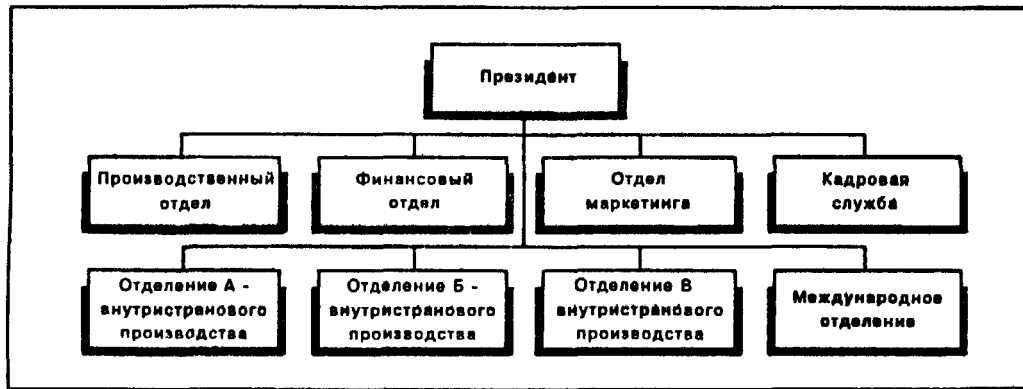 Президент
Производственный
отдел
Финансовый
отдел
Отдел
маркетинга
Кадровая
служба
Отделение А -
внутристранового
производства
Отделение Б -
внутристранового
производства
Отделение В
внутристранового
производства
Международное
отделение